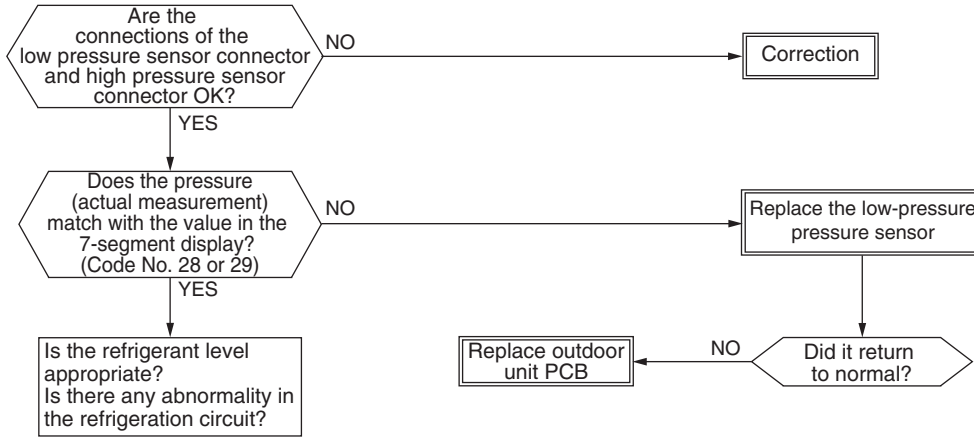 Are the
connections of the
low pressure sensor connector
and high pressure sensor
connector OK?
NO
Correction
YES
Does the pressure
(actual measurement)
match with the value in the
7-segment display?
(Code No. 28 or 29)
NO
Replace the low-pressure
pressure sensor
YES
Is the refrigerant level
appropriate?
Is there any abnormality in
the refrigeration circuit?
Replace outdoor
unit PCB
NO
Did it return
to normal?